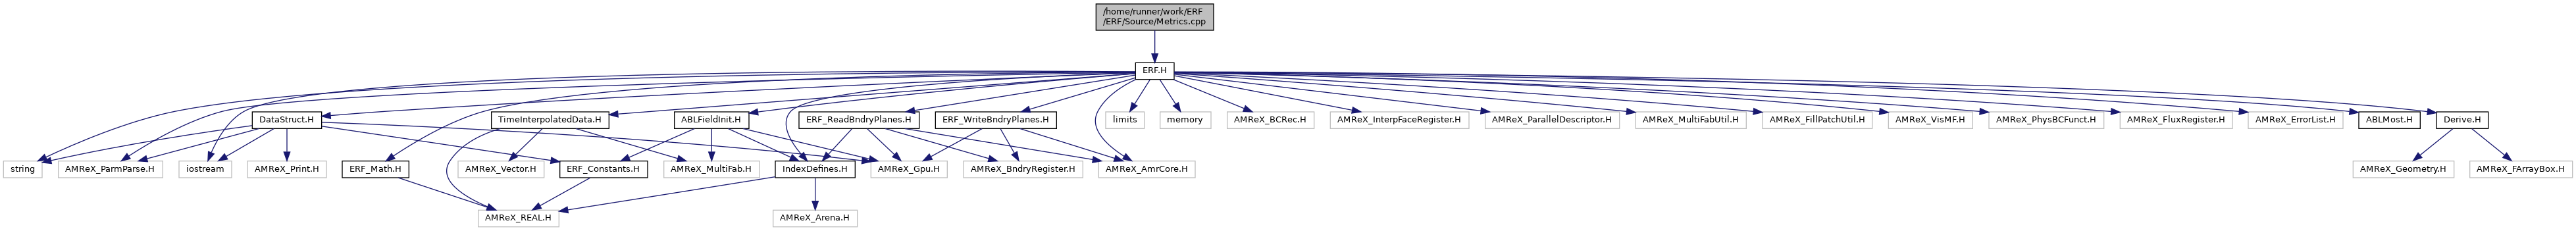 /home/runner/work/ERF
/ERF/Source/Metrics.cpp
ERF.H
DataStruct.H
TimeInterpolatedData.H
ABLFieldInit.H
ERF_ReadBndryPlanes.H
ERF_WriteBndryPlanes.H
limits
memory
AMReX_BCRec.H
AMReX_InterpFaceRegister.H
AMReX_ParallelDescriptor.H
AMReX_MultiFabUtil.H
AMReX_FillPatchUtil.H
AMReX_VisMF.H
AMReX_PhysBCFunct.H
AMReX_FluxRegister.H
AMReX_ErrorList.H
ABLMost.H
Derive.H
string
AMReX_ParmParse.H
iostream
AMReX_Print.H
ERF_Math.H
AMReX_Vector.H
ERF_Constants.H
AMReX_MultiFab.H
IndexDefines.H
AMReX_Gpu.H
AMReX_BndryRegister.H
AMReX_AmrCore.H
AMReX_Geometry.H
AMReX_FArrayBox.H
AMReX_REAL.H
AMReX_Arena.H